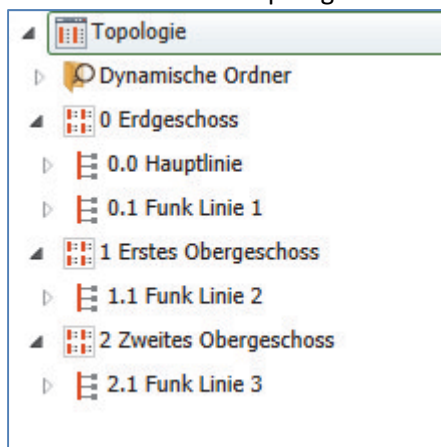 Topologie
Dynamische Ordner
0 Erdgeschoss
0.0 Hauptlinie
0.1 Funk Linie 1
1 Erstes Obergeschoss
1.1 Funk Linie 2
2 Zweites Obergeschoss
2.1 Funk Linie 3